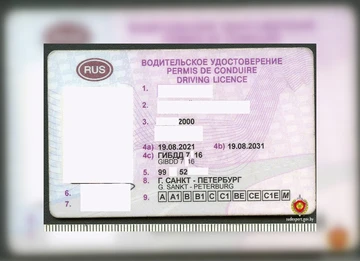 RUS
ВОДИТЕЛЬСКОЕ УДОСТОВЕРЕНИЕ
PERMIS DE CONDUIRE
DRIVING LICENCE
1.
2.
3. 2000
4a) 19.08.2021 4b) 19.08.2031
4c) ГИБДД 7 16
GIBDD 7 16
5. 99 52
8. Г. САНКТ - ПЕТЕРБУРГ
G. SANKT - PETERBURG
6.
7.
9. A A1 B B1 C C1 BE CE C1E M